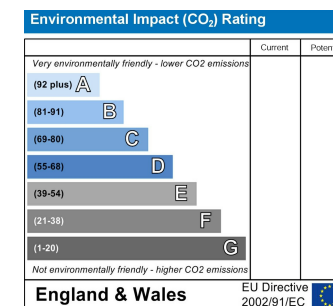 Environmental Impact (CO₂) Rating
Current Poten
Very environmentally friendly - lower CO2 emissions
(92 plus) A
(81-91) B
(69-80) C
(55-68) D
(39-54) E
(21-38) F
(1-20) G
Not environmentally friendly - higher CO2 emissions
England & Wales
EU Directive
2002/91/EC